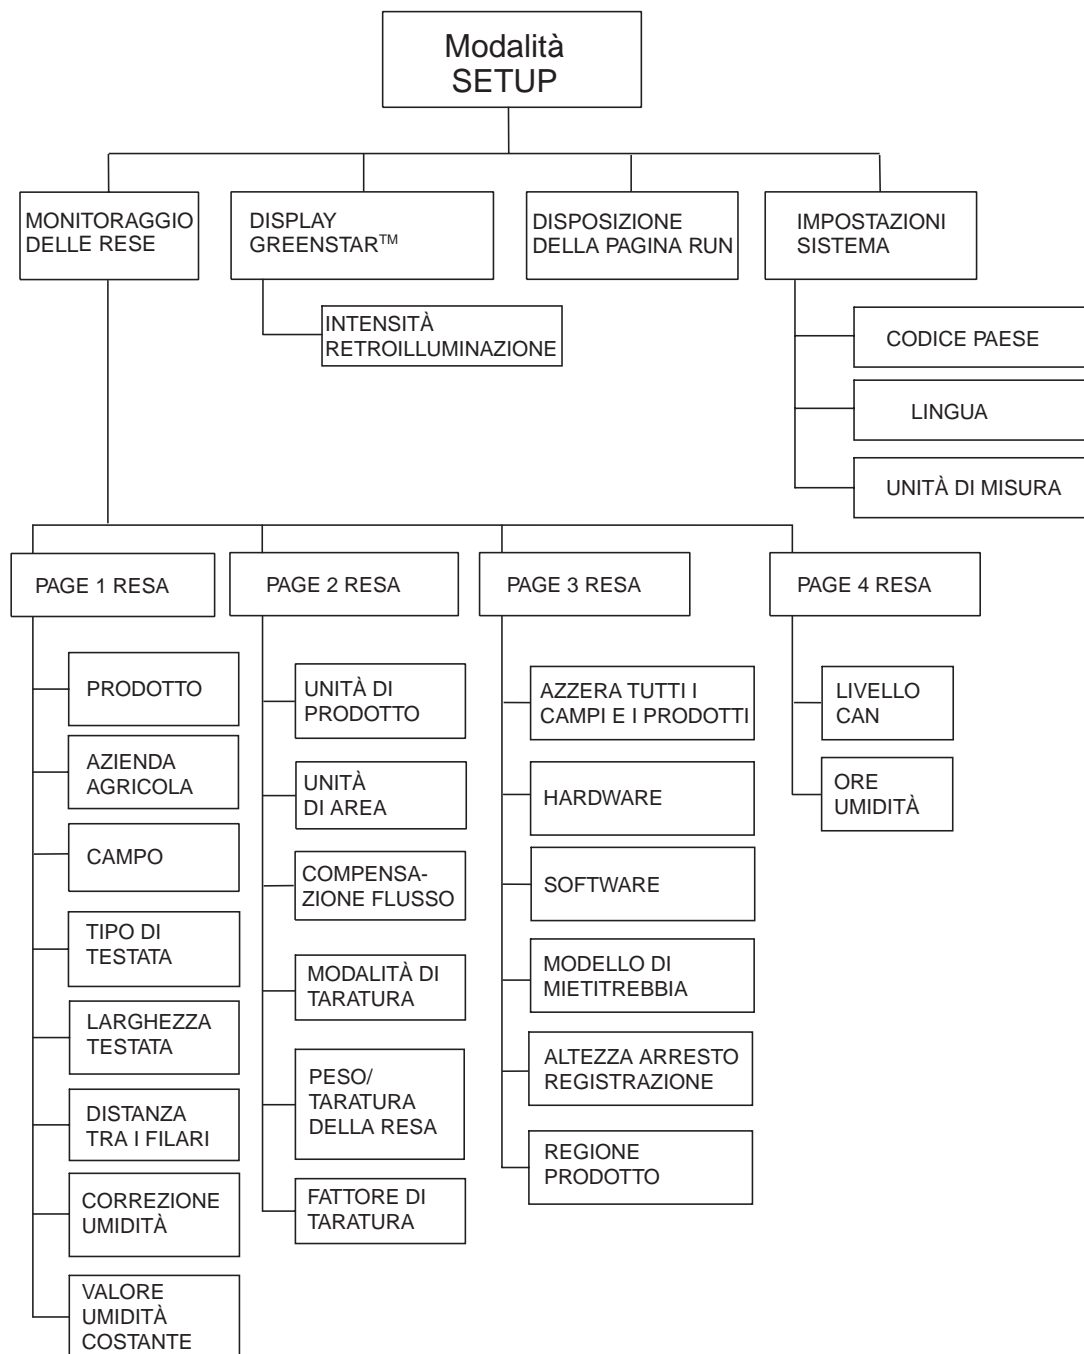 Modalità
SETUP
MONITORAGGIO
DELLE RESE
DISPLAY
GREENSTAR™
DISPOSIZIONE
DELLA PAGINA RUN
IMPOSTAZIONI
SISTEMA
INTENSITÀ
RETROILLUMINAZIONE
CODICE PAESE
LINGUA
UNITÀ DI MISURA
PAGE 1 RESA
PAGE 2 RESA
PAGE 3 RESA
PAGE 4 RESA
PRODOTTO
AZIENDA
AGRICOLA
CAMPO
TIPO DI
TESTATA
LARGHEZZA
TESTATA
DISTANZA
TRA I FILARI
CORREZIONE
UMIDITÀ
VALORE
UMIDITÀ
COSTANTE
UNITÀ DI
PRODOTTO
UNITÀ
DI AREA
COMPENSA-
ZIONE FLUSSO
MODALITÀ DI
TARATURA
PESO/
TARATURA
DELLA RESA
FATTORE DI
TARATURA
AZZERA TUTTI I
CAMPI E I PRODOTTI
HARDWARE
SOFTWARE
MODELLO DI
MIETITREBBIA
ALTEZZA ARRESTO
REGISTRAZIONE
REGIONE
PRODOTTO
LIVELLO
CAN
ORE
UMIDITÀ